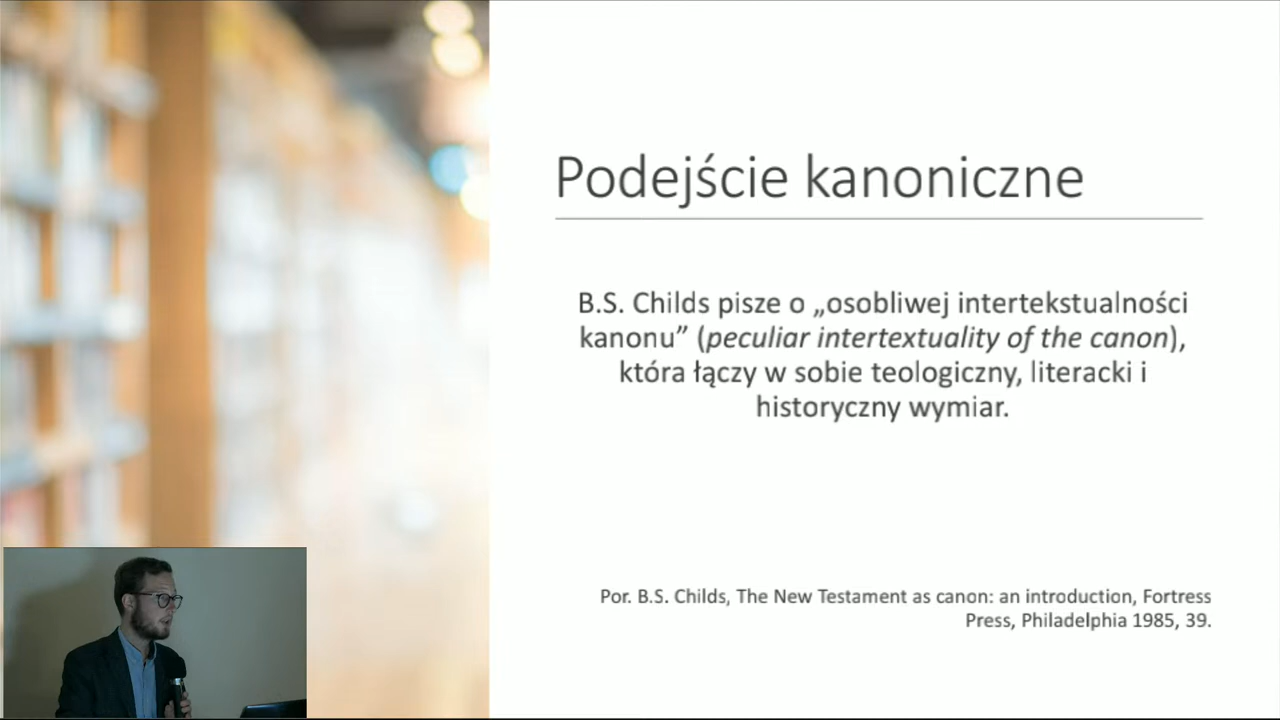 Podejście kanoniczne
B.S. Childs pisze o „osobliwej intertekstualności
kanonu” (peculiar intertextuality of the canon),
która łączy w sobie teologiczny, literacki i
historyczny wymiar.
Por. B.S. Childs, The New Testament as canon: an introduction, Fortress
Press, Philadelphia 1985, 39.